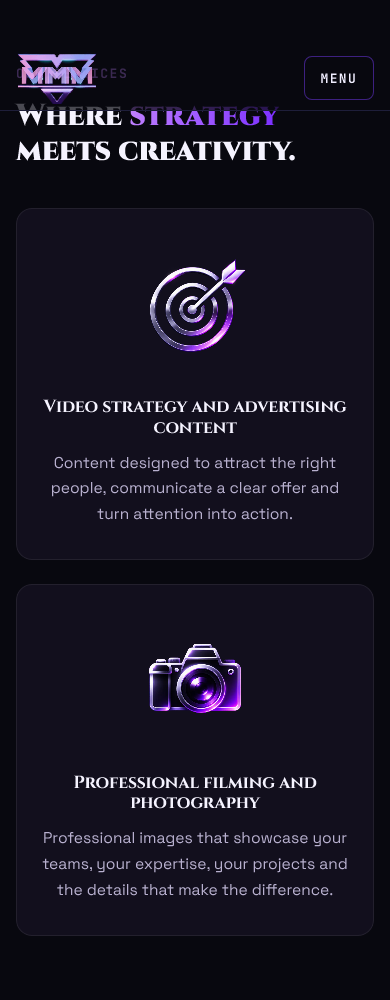 MMM
MENU
WHERE STRATEGY
MEETS CREATIVITY.
VIDEO STRATEGY AND ADVERTISING
CONTENT
Content designed to attract the right
people, communicate a clear offer and
turn attention into action.
PROFESSIONAL FILMING AND
PHOTOGRAPHY
Professional images that showcase your
teams, your expertise, your projects and
the details that make the difference.